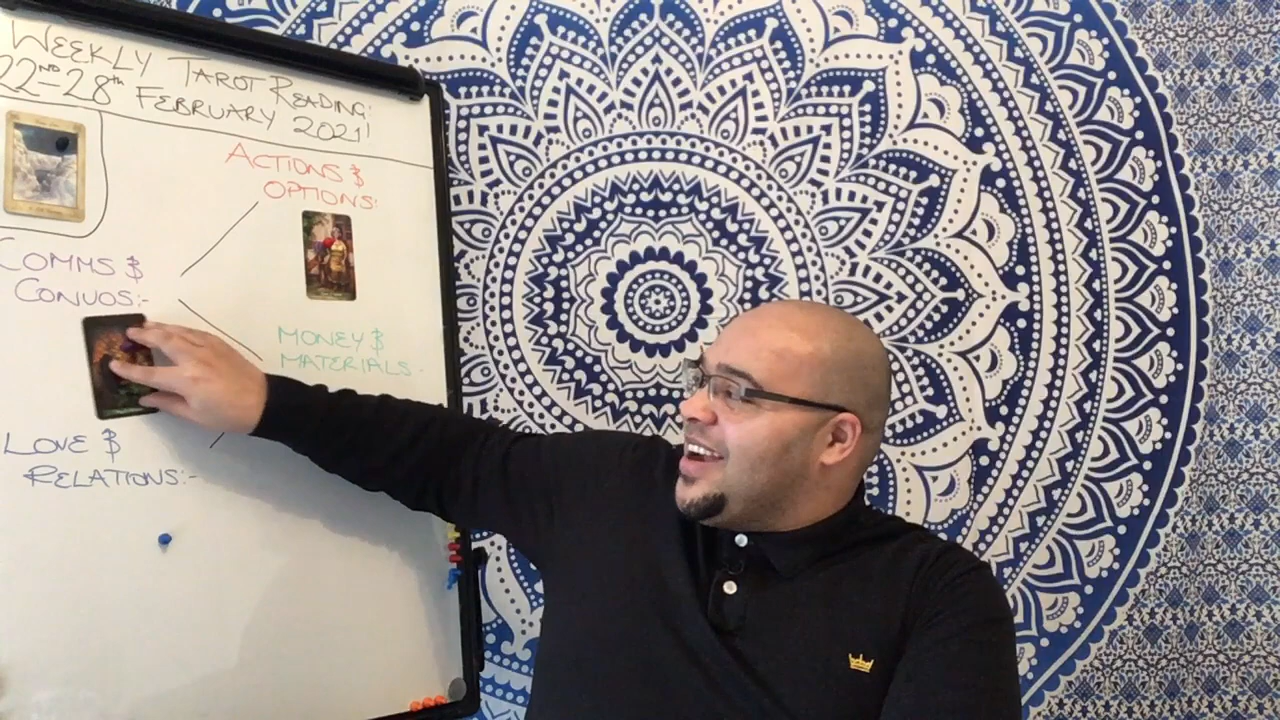 WEEKLY TAROT READING:
22ND-28TH FEBRUARY 2021!
ACTIONS &
OPTIONS:
COMMS &
CONVOS:-
MONEY &
MATERIALS-
LOVE &
RELATIONS:-